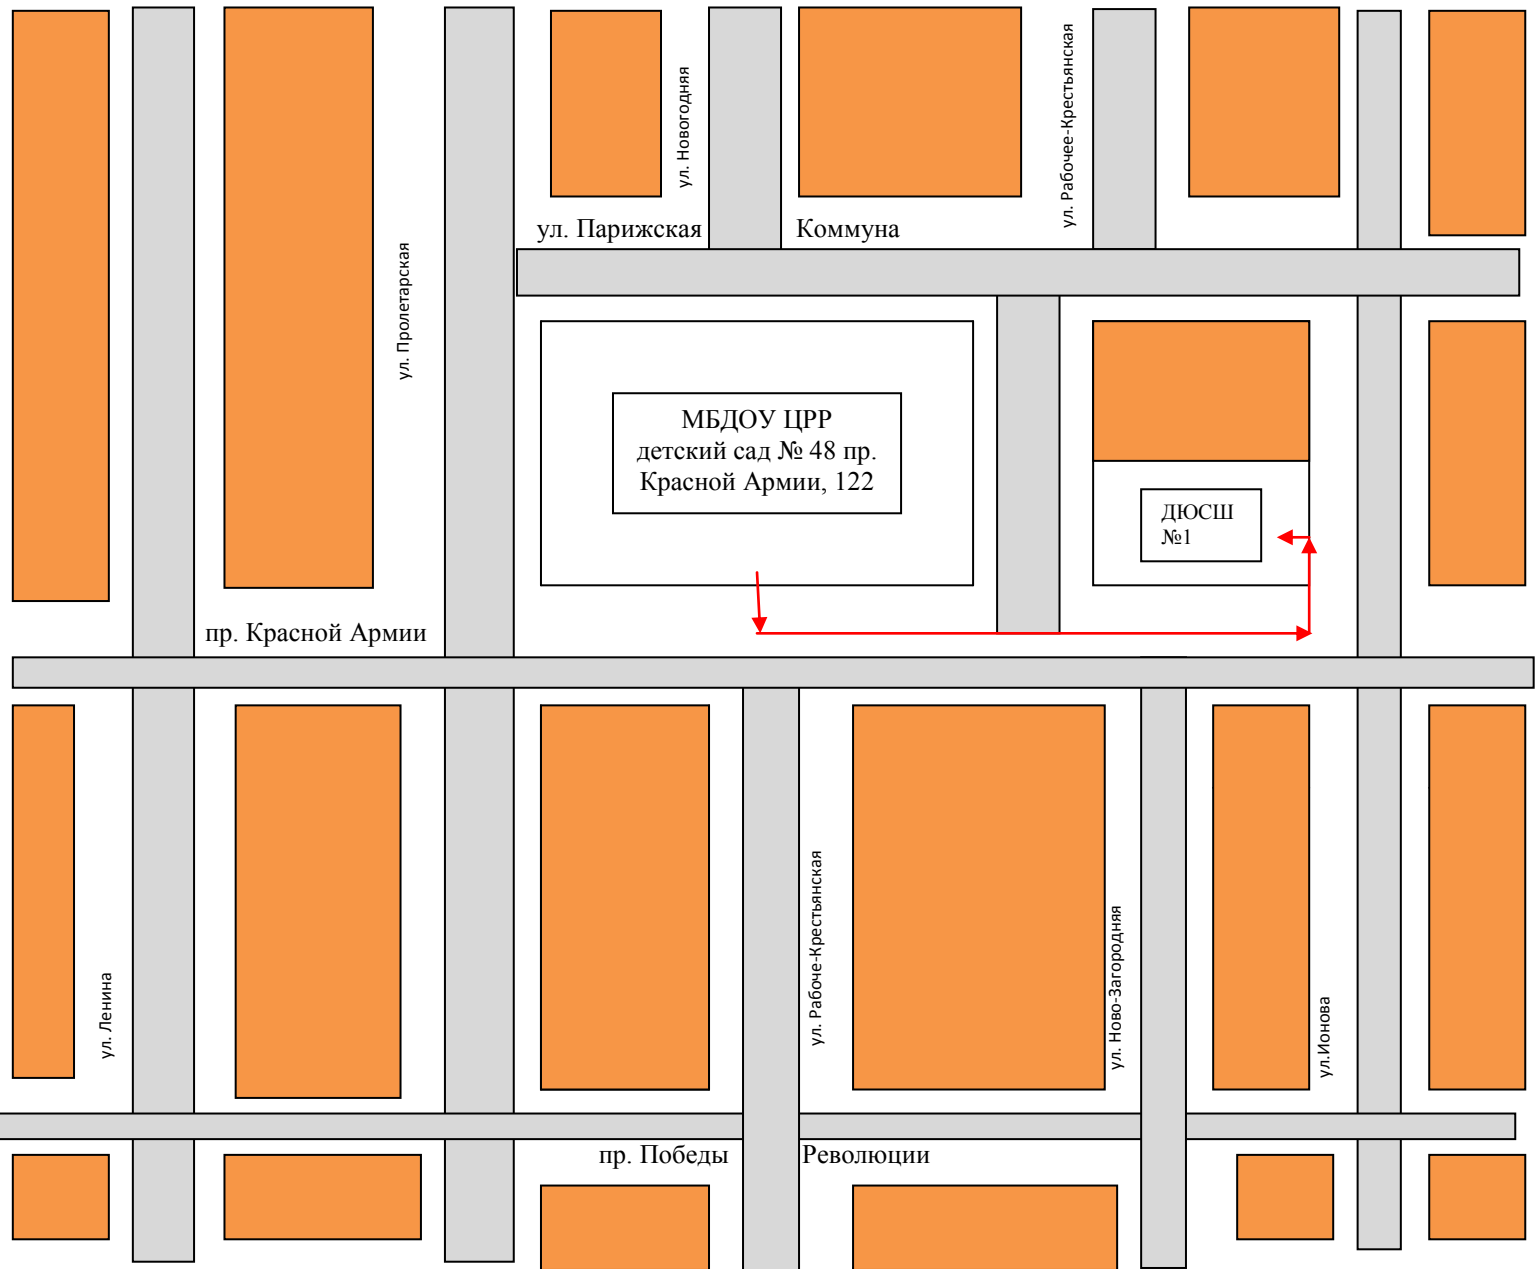 ул. Новогодняя
ул. Рабочее-Крестьянская
ул. Парижская Коммуна
ул. Пролетарская
МБДОУ ЦРР
детский сад № 48 пр.
Красной Армии, 122
ДЮСШ
№1
пр. Красной Армии
ул. Ленина
ул. Рабоче-Крестьянская
ул. Ново-Загородняя
ул.Ионова
пр. Победы Революции